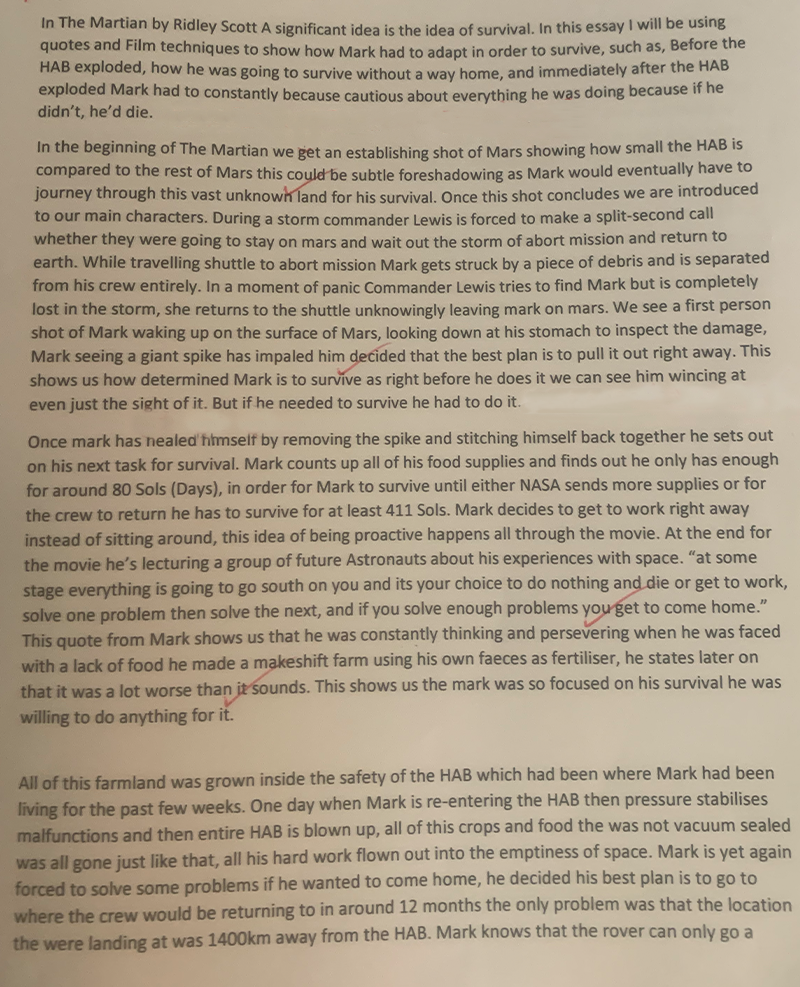 In The Martian by Ridley Scott A significant idea is the idea of survival. In this essay I will be using
quotes and Film techniques to show how Mark had to adapt in order to survive, such as, Before the
HAB exploded, how he was going to survive without a way home, and immediately after the HAB
exploded Mark had to constantly because cautious about everything he was doing because if he
didn't, he'd die.
In the beginning of The Martian we get an establishing shot of Mars showing how small the HAB is
compared to the rest of Mars this could be subtle foreshadowing as Mark would eventually have to
journey through this vast unknown land for his survival. Once this shot concludes we are introduced
to our main characters. During a storm commander Lewis is forced to make a split-second call
whether they were going to stay on mars and wait out the storm of abort mission and return to
earth. While travelling shuttle to abort mission Mark gets struck by a piece of debris and is separated
from his crew entirely. In a moment of panic Commander Lewis tries to find Mark but is completely
lost in the storm, she returns to the shuttle unknowingly leaving mark on mars. We see a first person
shot of Mark waking up on the surface of Mars, looking down at his stomach to inspect the damage,
Mark seeing a giant spike has impaled him decided that the best plan is to pull it out right away. This
shows us how determined Mark is to survive as right before he does it we can see him wincing at
even just the sight of it. But if he needed to survive he had to do it.
Once mark has healed himself by removing the spike and stitching himself back together he sets out
on his next task for survival. Mark counts up all of his food supplies and finds out he only has enough
for around 80 Sols (Days), in order for Mark to survive until either NASA sends more supplies or for
the crew to return he has to survive for at least 411 Sols. Mark decides to get to work right away
instead of sitting around, this idea of being proactive happens all through the movie. At the end for
the movie he's lecturing a group of future Astronauts about his experiences with space. "at some
stage everything is going to go south on you and its your choice to do nothing and die or get to work,
solve one problem then solve the next, and if you solve enough problems you get to come home."
This quote from Mark shows us that he was constantly thinking and persevering when he was faced
with a lack of food he made a makeshift farm using his own faeces as fertiliser, he states later on
that it was a lot worse than it sounds. This shows us the mark was so focused on his survival he was
willing to do anything for it.
All of this farmland was grown inside the safety of the HAB which had been where Mark had been
living for the past few weeks. One day when Mark is re-entering the HAB then pressure stabilises
malfunctions and then entire HAB is blown up, all of this crops and food the was not vacuum sealed
was all gone just like that, all his hard work flown out into the emptiness of space. Mark is yet again
forced to solve some problems if he wanted to come home, he decided his best plan is to go to
where the crew would be returning to in around 12 months the only problem was that the location
the were landing at was 1400km away from the HAB. Mark knows that the rover can only go a